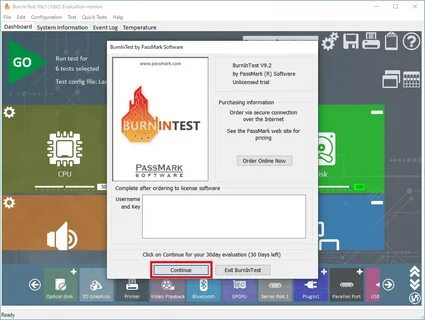 BurnInTest V9.2 (1002) Evaluation version
File Edit Configuration Test Quick Tests Help
Dashboard System Information Event Log Temperature
GO
Run test for
6 tests selected
Test config file: Las
BurnInTest by PassMark Software
www.passmark.com
BURNINTEST
PASSMARK
SOFTWARE
BurnInTest V9.2
by PassMark (R) Software
Unlicensed trial
Purchasing information
Order via secure connection
over the Internet
See the PassMark web site for
pricing
Order Online Now
CPU
50
Disk
100
Complete after ordering to license software
Username
and Key
Click on Continue for your 30day evaluation (30 Days left)
Continue Exit BurnInTest
Optical disk 3D Graphics Printer Video Playback Bluetooth GPGPU Serial Port 1 Plugin1 Parallel Port USB
Ready